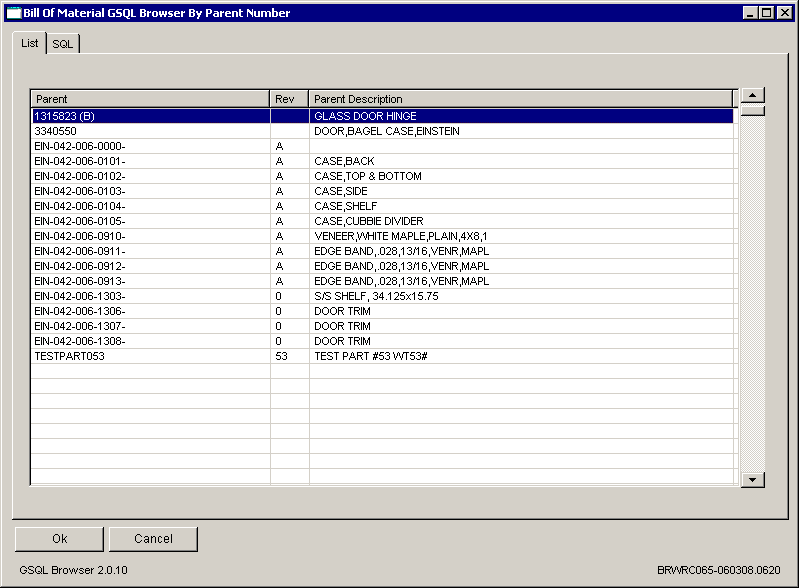 Bill Of Material GSQL Browser By Parent Number
List SQL
Parent Rev Parent Description
1315823 (B) GLASS DOOR HINGE
3340550 DOOR,BAGEL CASE,EINSTEIN
EIN-042-006-0000- A
EIN-042-006-0101- A CASE,BACK
EIN-042-006-0102- A CASE,TOP & BOTTOM
EIN-042-006-0103- A CASE,SIDE
EIN-042-006-0104- A CASE,SHELF
EIN-042-006-0105- A CASE,CUBBIE DIVIDER
EIN-042-006-0910- A VENEER,WHITE MAPLE,PLAIN,4X8,1
EIN-042-006-0911- A EDGE BAND,.028,13/16,VENR,MAPL
EIN-042-006-0912- A EDGE BAND,.028,13/16,VENR,MAPL
EIN-042-006-0913- A EDGE BAND,.028,13/16,VENR,MAPL
EIN-042-006-1303- 0 S/S SHELF, 34.125x15.75
EIN-042-006-1306- 0 DOOR TRIM
EIN-042-006-1307- 0 DOOR TRIM
EIN-042-006-1308- 0 DOOR TRIM
TESTPART053 53 TEST PART #53 WT53#
Ok Cancel
GSQL Browser 2.0.10 BRWRC065-060308.0620